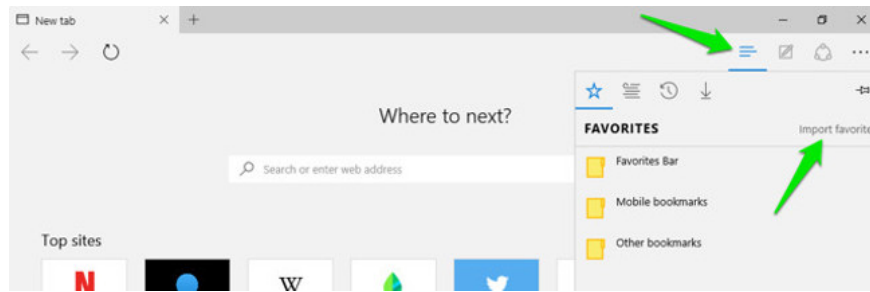 New tab
Where to next?
Search or enter web address
Top sites
N
W
FAVORITES
Import favorite
Favorites Bar
Mobile bookmarks
Other bookmarks